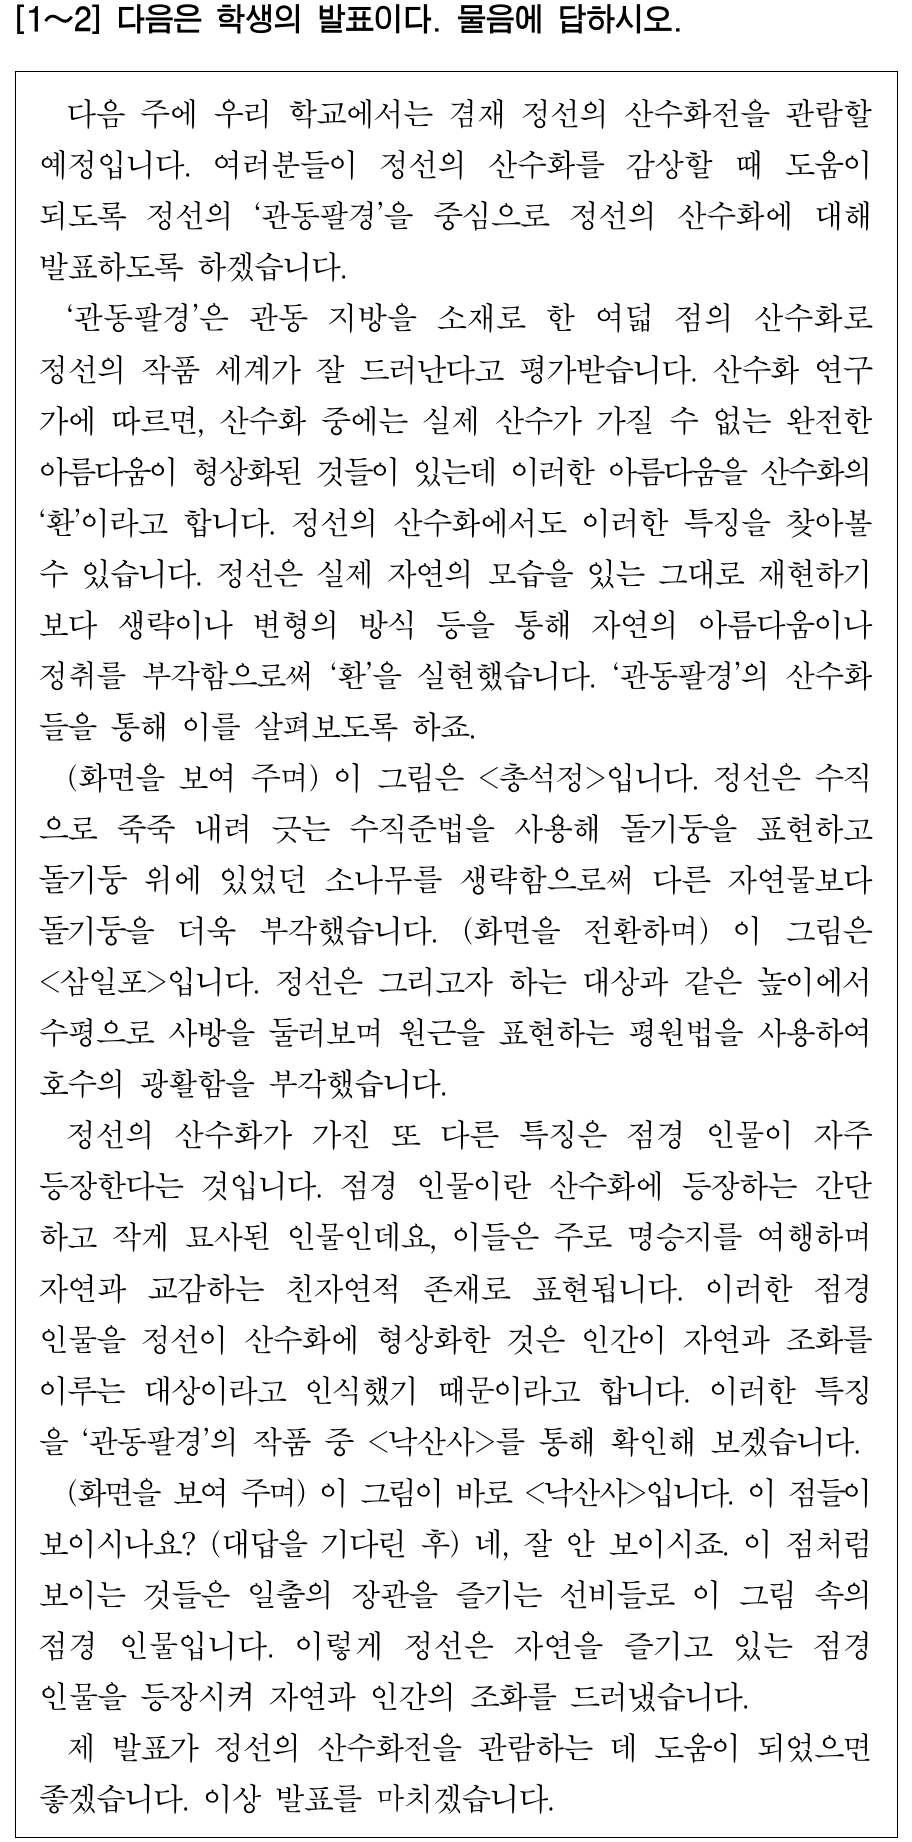 [1~2] 다음은 학생의 발표이다. 물음에 답하시오.
다음 주에 우리 학교에서는 겸재 정선의 산수화전을 관람할
예정입니다. 여러분들이 정선의 산수화를 감상할 때 도움이
되도록 정선의 ‘관동팔경’을 중심으로 정선의 산수화에 대해
발표하도록 하겠습니다.
‘관동팔경’은 관동 지방을 소재로 한 여덟 점의 산수화로
정선의 작품 세계가 잘 드러난다고 평가받습니다. 산수화 연구
가에 따르면, 산수화 중에는 실제 산수가 가질 수 없는 완전한
아름다움이 형상화된 것들이 있는데 이러한 아름다움을 산수화의
‘환’이라고 합니다. 정선의 산수화에서도 이러한 특징을 찾아볼
수 있습니다. 정선은 실제 자연의 모습을 있는 그대로 재현하기
보다 생략이나 변형의 방식 등을 통해 자연의 아름다움이나
정취를 부각함으로써 ‘환’을 실현했습니다. ‘관동팔경’의 산수화
들을 통해 이를 살펴보도록 하죠.
(화면을 보여 주며) 이 그림은 <총석정>입니다. 정선은 수직
으로 죽죽 내려 긋는 수직준법을 사용해 돌기둥을 표현하고
돌기둥 위에 있었던 소나무를 생략함으로써 다른 자연물보다
돌기둥을 더욱 부각했습니다. (화면을 전환하며) 이 그림은
<삼일포>입니다. 정선은 그리고자 하는 대상과 같은 높이에서
수평으로 사방을 둘러보며 원근을 표현하는 평원법을 사용하여
호수의 광활함을 부각했습니다.
정선의 산수화가 가진 또 다른 특징은 점경 인물이 자주
등장한다는 것입니다. 점경 인물이란 산수화에 등장하는 간단
하고 작게 묘사된 인물인데요, 이들은 주로 명승지를 여행하며
자연과 교감하는 친자연적 존재로 표현됩니다. 이러한 점경
인물을 정선이 산수화에 형상화한 것은 인간이 자연과 조화를
이루는 대상이라고 인식했기 때문이라고 합니다. 이러한 특징
을 ‘관동팔경’의 작품 중 <낙산사>를 통해 확인해 보겠습니다.
(화면을 보여 주며) 이 그림이 바로 <낙산사>입니다. 이 점들이
보이시나요? (대답을 기다린 후) 네, 잘 안 보이시죠. 이 점처럼
보이는 것들은 일출의 장관을 즐기는 선비들로 이 그림 속의
점경 인물입니다. 이렇게 정선은 자연을 즐기고 있는 점경
인물을 등장시켜 자연과 인간의 조화를 드러냈습니다.
제 발표가 정선의 산수화전을 관람하는 데 도움이 되었으면
좋겠습니다. 이상 발표를 마치겠습니다.